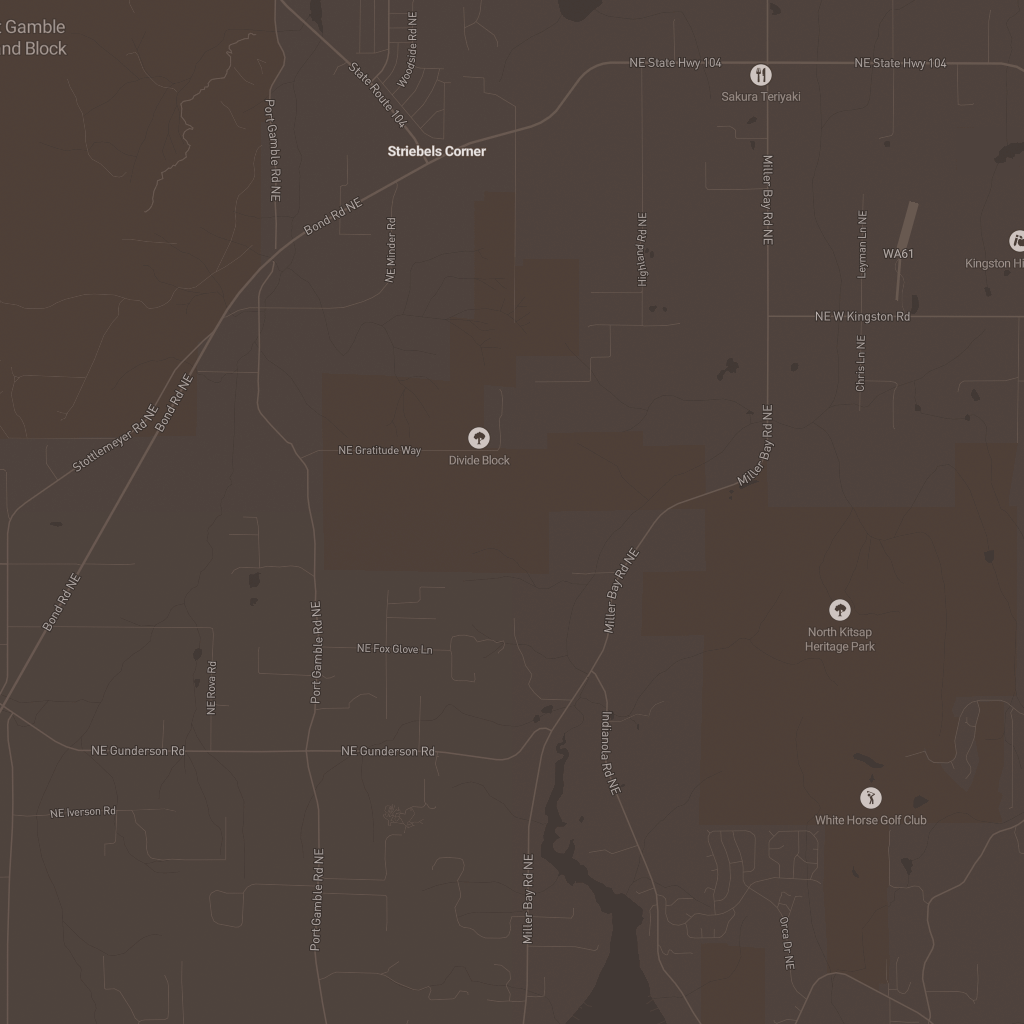 Gamble
Block
Woodside Rd NE
State Route 104
NE State Hwy 104
NE State Hwy 104
Sakura Teriyaki
Port Gamble Rd NE
Striebels Corner
Miller Bay Rd NE
Bond Rd NE
NE Minder Rd
Highland Rd NE
Leyman Ln NE
WA61
Kingston
NE W Kingston Rd
Chris Ln NE
Bond Rd NE
Stottlemeyer Rd NE
NE Gratitude Way
Divide Block
Miller Bay Rd NE
Miller Bay Rd NE
Bond Rd NE
Port Gamble Rd NE
North Kitsap
Heritage Park
NE Fox Glove Ln
NE Rova Rd
Indianola Rd NE
NE Gunderson Rd
NE Gunderson Rd
NE Iverson Rd
White Horse Golf Club
Port Gamble Rd NE
Miller Bay Rd NE
Orca Dr NE